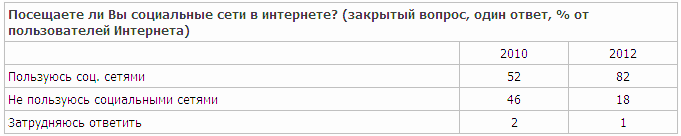 Посещаете ли Вы социальные сети в интернете? (закрытый вопрос, один ответ, % от
пользователей Интернета)
2010 2012
Пользуюсь соц. сетями 52 82
Не пользуюсь социальными сетями 46 18
Затрудняюсь ответить 2 1